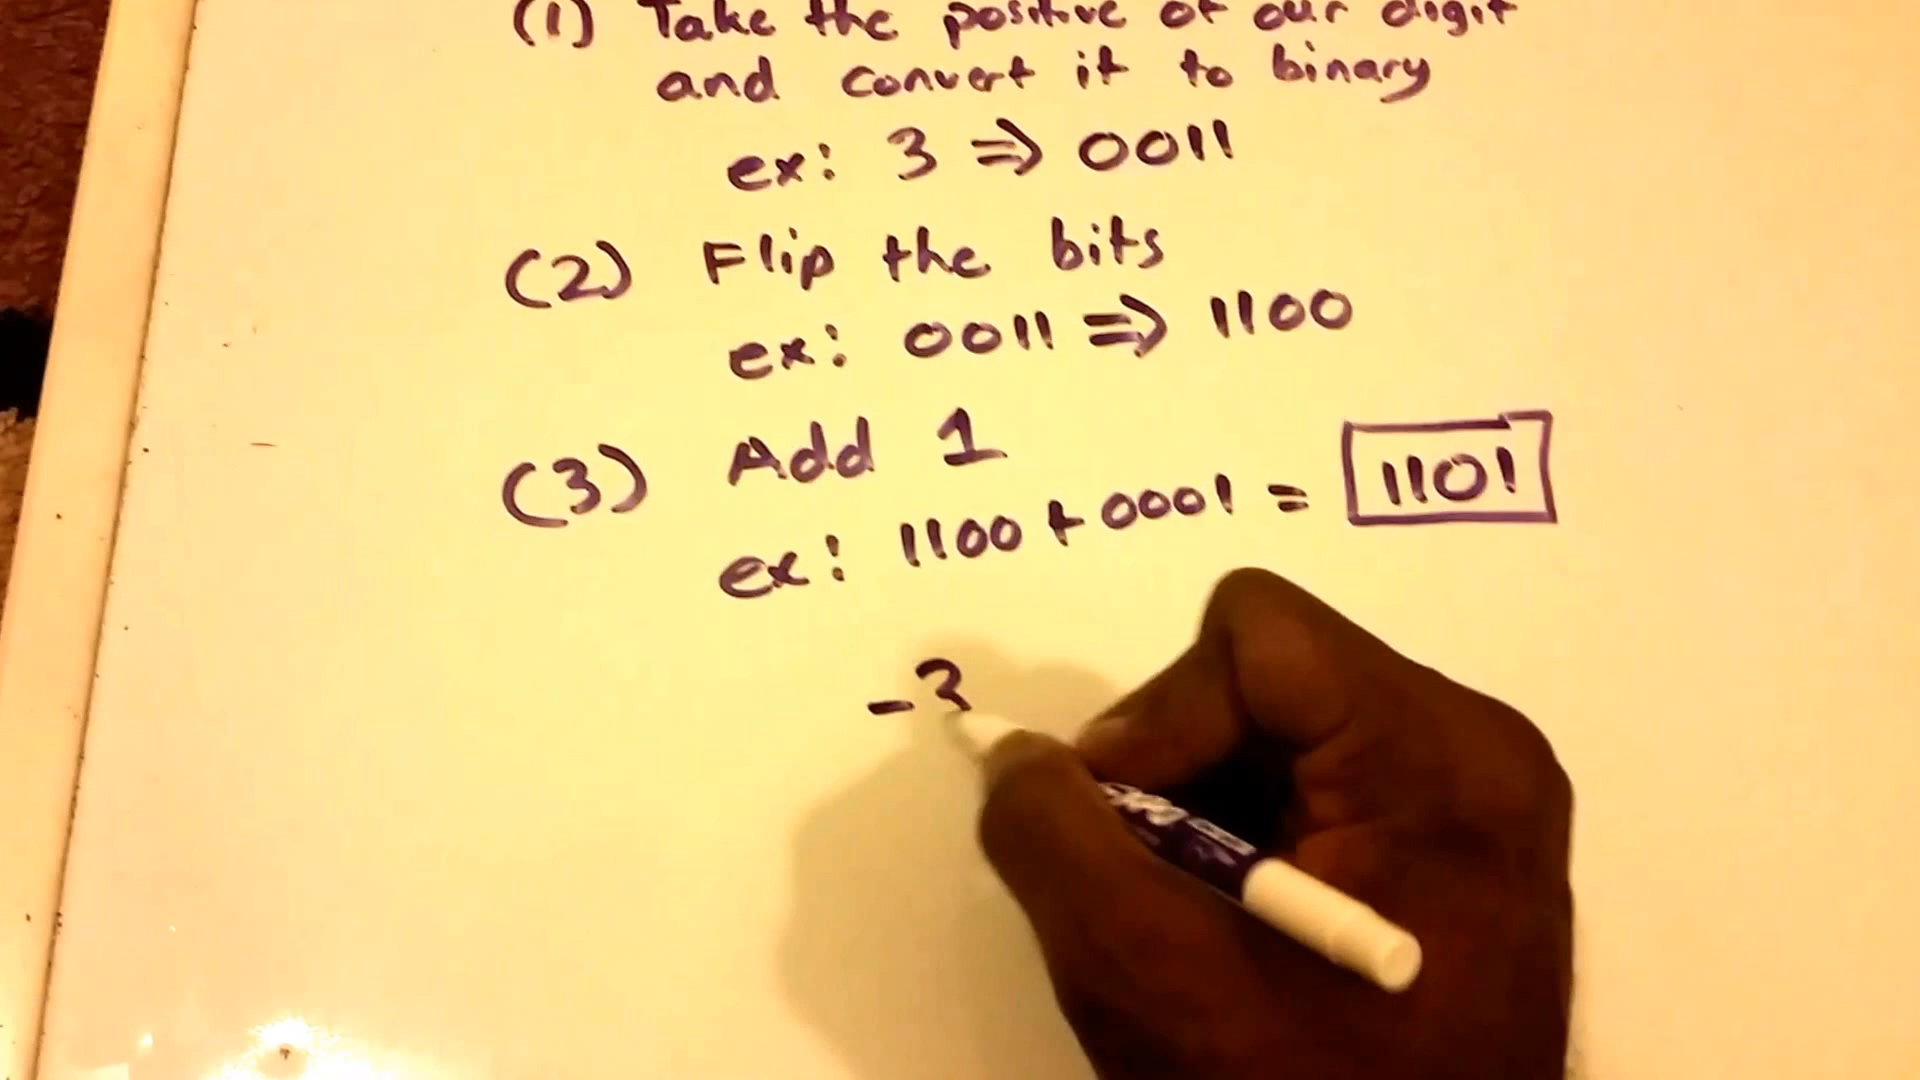 (1) Take the positive of our digit
and convert it to binary
ex: 3 ⇒ 0011
(2) Flip the bits
ex: 0011 ⇒ 1100
(3) Add 1
ex: 1100 + 0001 = 1101
-3